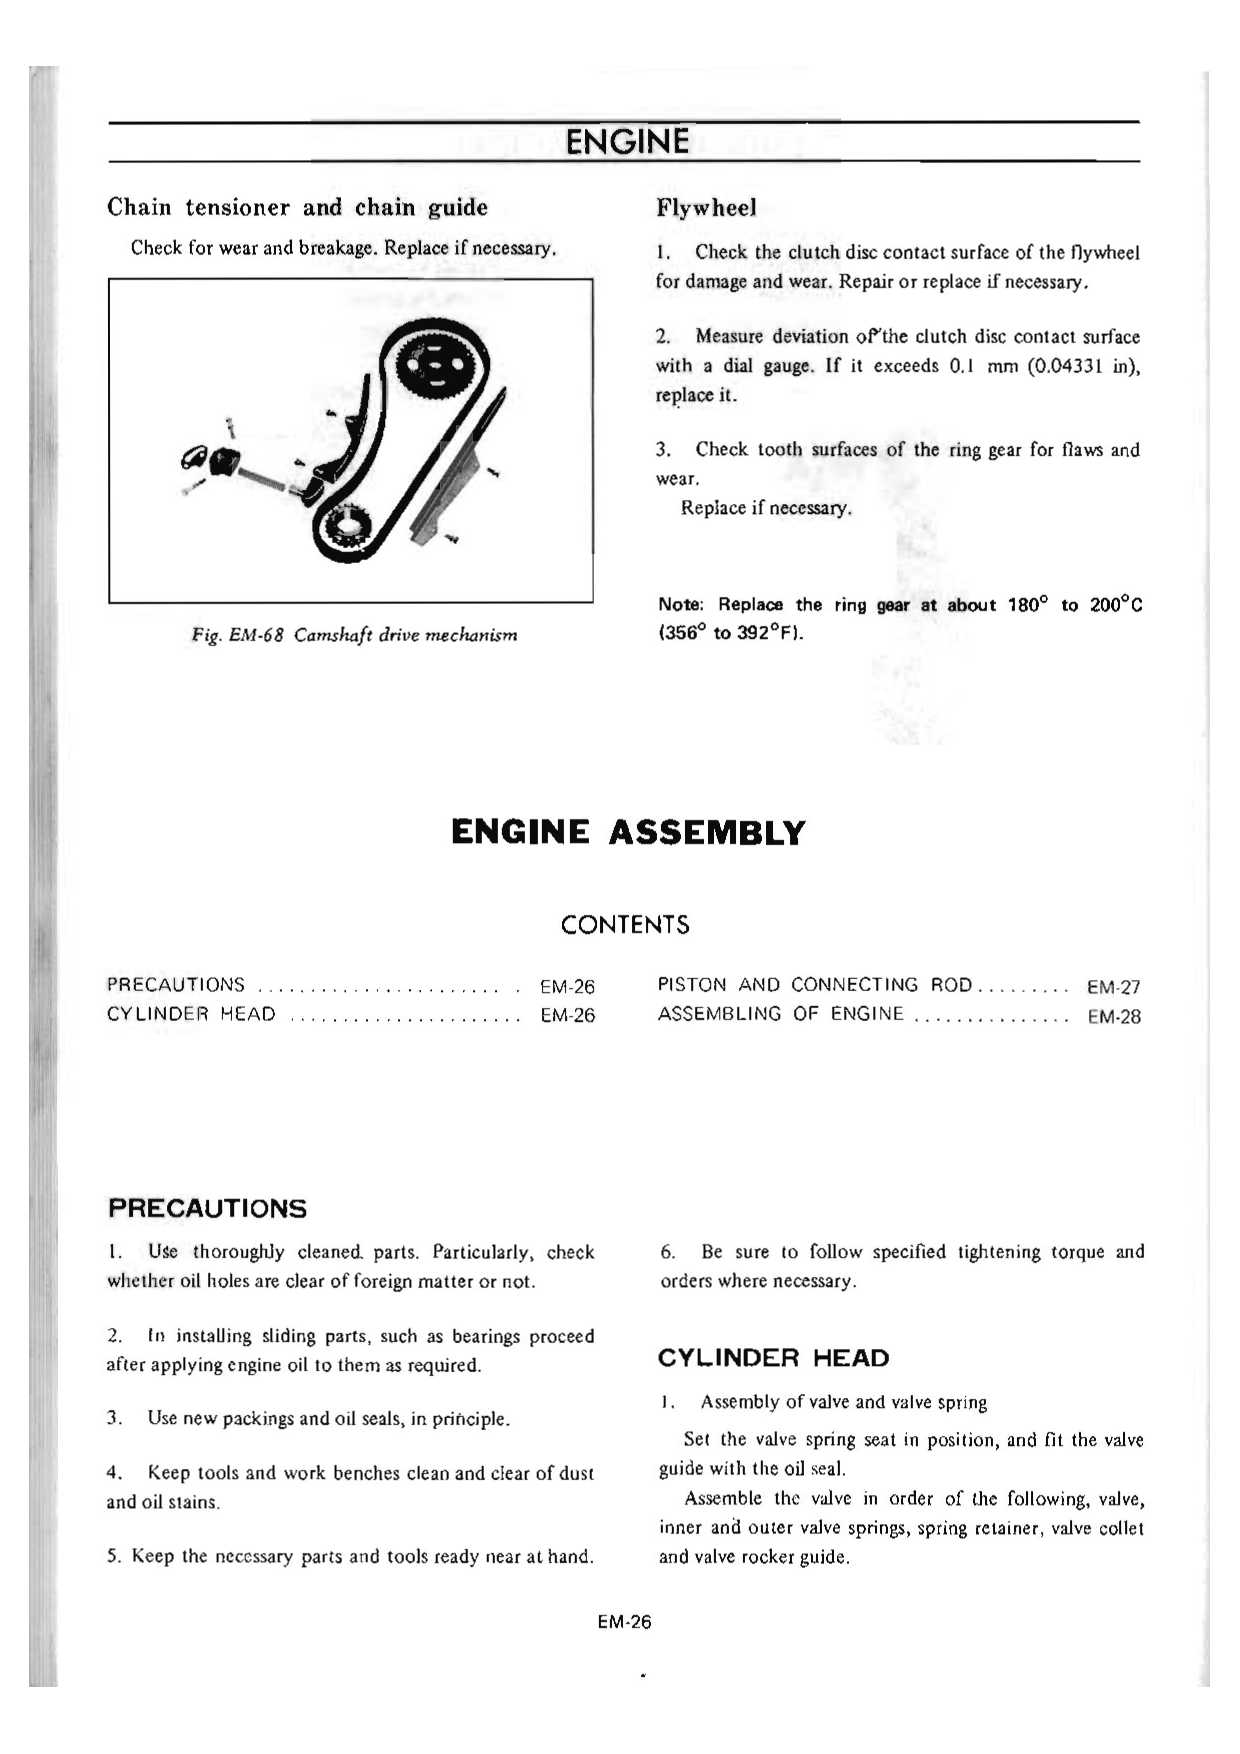 ENGINE
Chain tensioner and chain guide
Check for wear and breakage. Replace if necessary.
Fig. EM-68 Camshaft drive mechanism
Flywheel
1. Check the clutch disc contact surface of the flywheel
for damage and wear. Repair or replace if necessary.
2. Measure deviation of the clutch disc contact surface
with a dial gauge. If it exceeds 0.1 mm (0.04331 in),
replace it.
3. Check tooth surfaces of the ring gear for flaws and
wear.
Replace if necessary.
Note: Replace the ring gear at about 180° to 200°C
(356° to 392°F).
ENGINE ASSEMBLY
CONTENTS
PRECAUTIONS ......................... EM-26
CYLINDER HEAD ...................... EM-26
PISTON AND CONNECTING ROD......... EM-27
ASSEMBLING OF ENGINE ............... EM-28
PRECAUTIONS
1. Use thoroughly cleaned parts. Particularly, check
whether oil holes are clear of foreign matter or not.
2. In installing sliding parts, such as bearings proceed
after applying engine oil to them as required.
3. Use new packings and oil seals, in principle.
4. Keep tools and work benches clean and clear of dust
and oil stains.
5. Keep the necessary parts and tools ready near at hand.
6. Be sure to follow specified tightening torque and
orders where necessary.
CYLINDER HEAD
1. Assembly of valve and valve spring
Set the valve spring seat in position, and fit the valve
guide with the oil seal.
Assemble the valve in order of the following, valve,
inner and outer valve springs, spring retainer, valve collet
and valve rocker guide.
EM-26